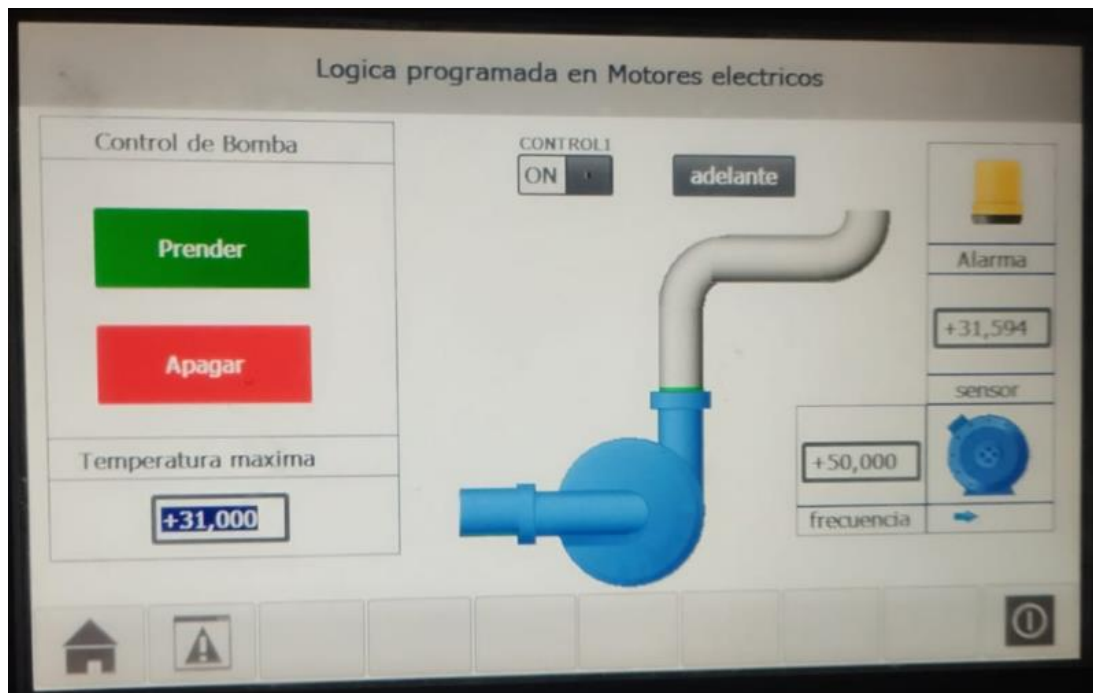 Logica programada en Motores electricos
Control de Bomba
Prender
Apagar
Temperatura maxima
+31,000
CONTROL1
ON
adelante
Alarma
+31,594
sensor
+50,000
frecuencia